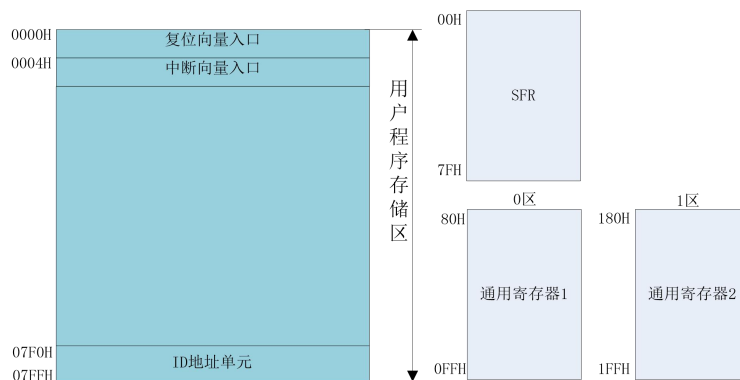 0000H
复位向量入口
0004H
中断向量入口
用户程序存储区
07F0H
ID地址单元
07FFH
00H
SFR
7FH
0区
80H
通用寄存器1
0FFH
1区
180H
通用寄存器2
1FFH